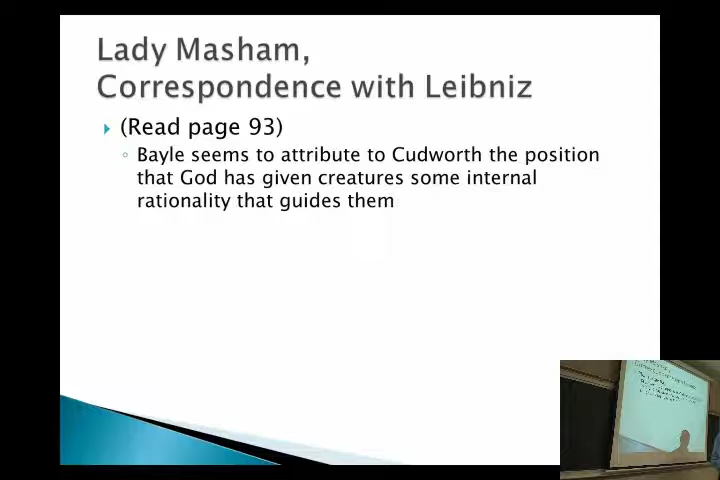 Lady Masham,
Correspondence with Leibniz
(Read page 93)
Bayle seems to attribute to Cudworth the position
that God has given creatures some internal
rationality that guides them